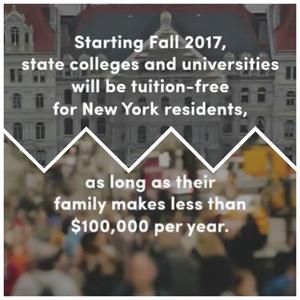 Starting Fall 2017,
state colleges and universities
will be tuition-free
for New York residents,
as long as their
family makes less than
$100,000 per year.